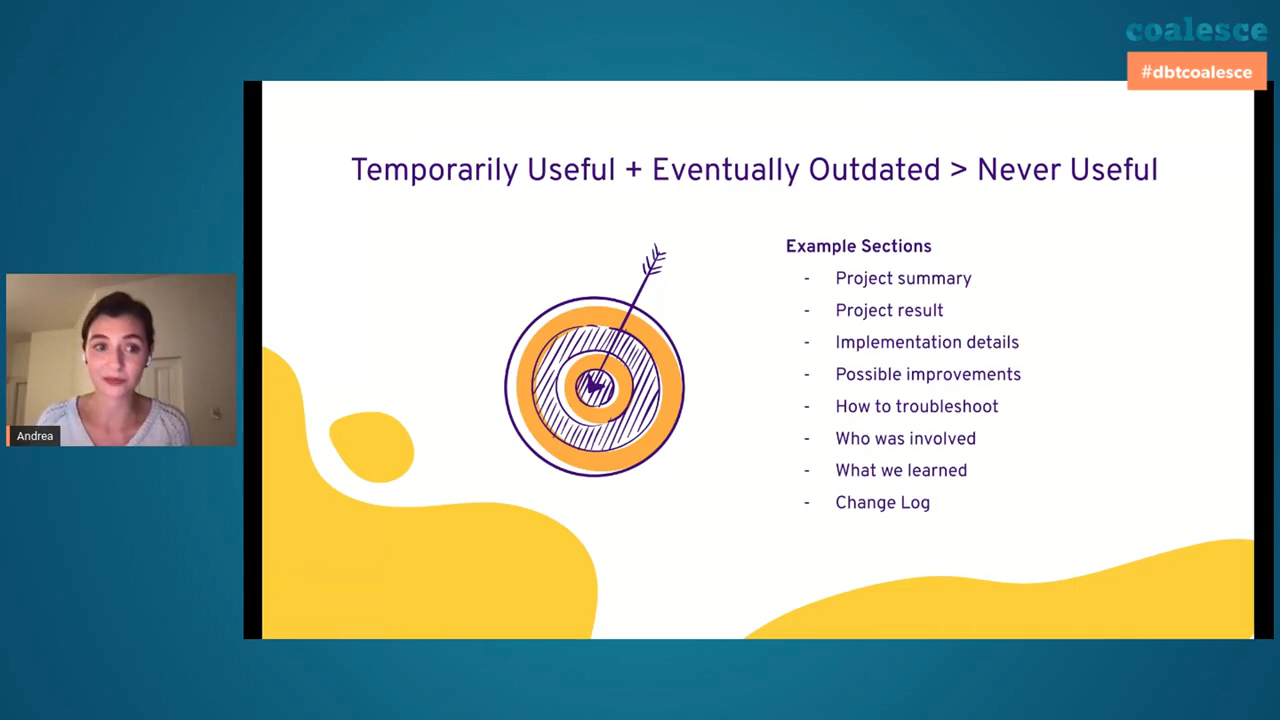 coalesce
#dbtcoalesce
Temporarily Useful + Eventually Outdated > Never Useful
Example Sections
- Project summary
- Project result
- Implementation details
- Possible improvements
- How to troubleshoot
- Who was involved
- What we learned
- Change Log
Andrea